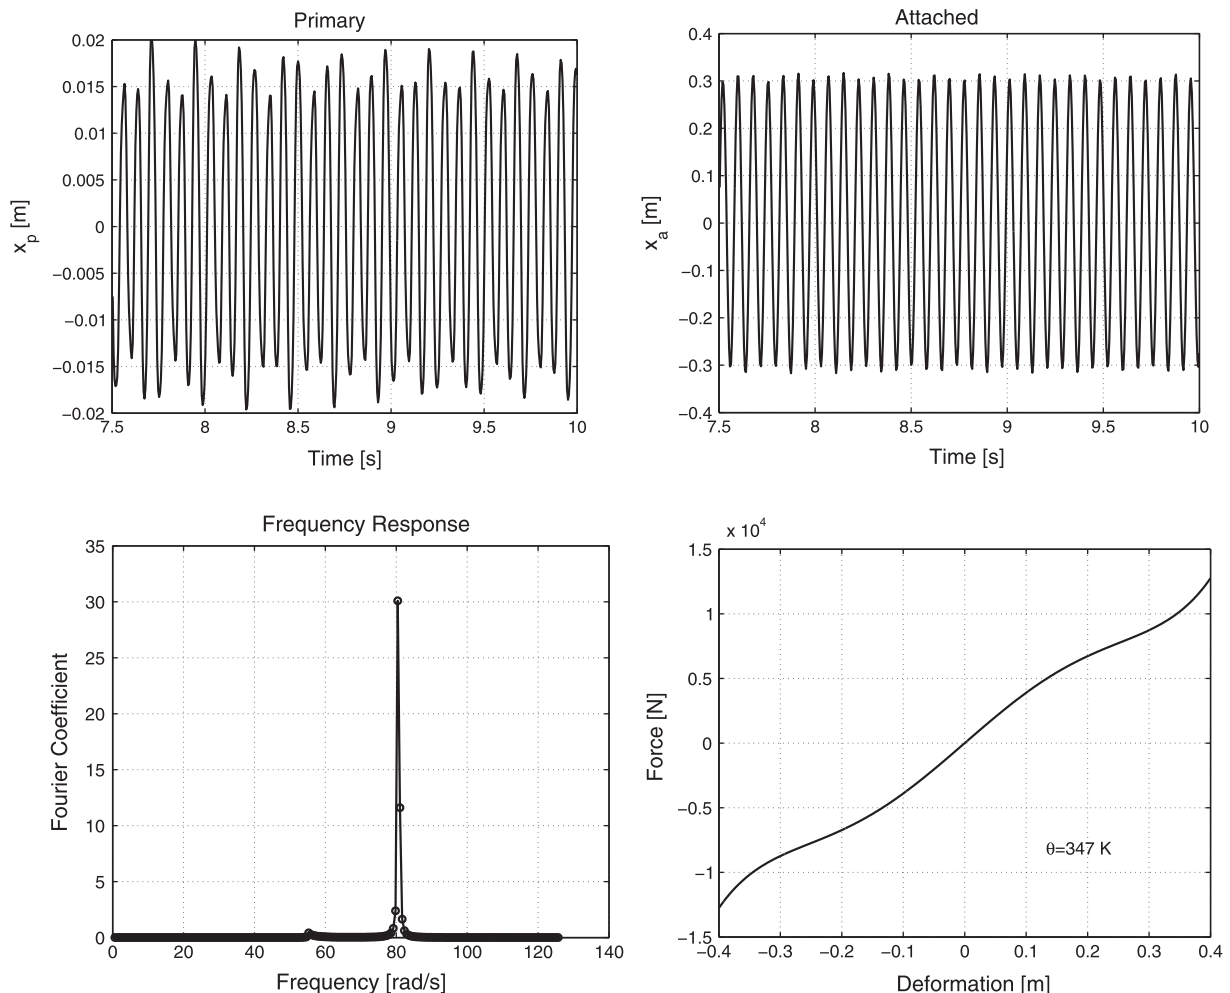 Primary
0.02
0.015
0.01
0.005
0
−0.005
−0.01
−0.015
−0.02
7.5 8 8.5 9 9.5 10
x_p [m]
Time [s]
Attached
0.4
0.3
0.2
0.1
0
−0.1
−0.2
−0.3
−0.4
7.5 8 8.5 9 9.5 10
x_a [m]
Time [s]
Frequency Response
35
30
25
20
15
10
5
0
0 20 40 60 80 100 120 140
Fourier Coefficient
Frequency [rad/s]
x 10^4
1.5
1
0.5
0
−0.5
−1
−1.5
−0.4 −0.3 −0.2 −0.1 0 0.1 0.2 0.3 0.4
Force [N]
θ=347 K
Deformation [m]